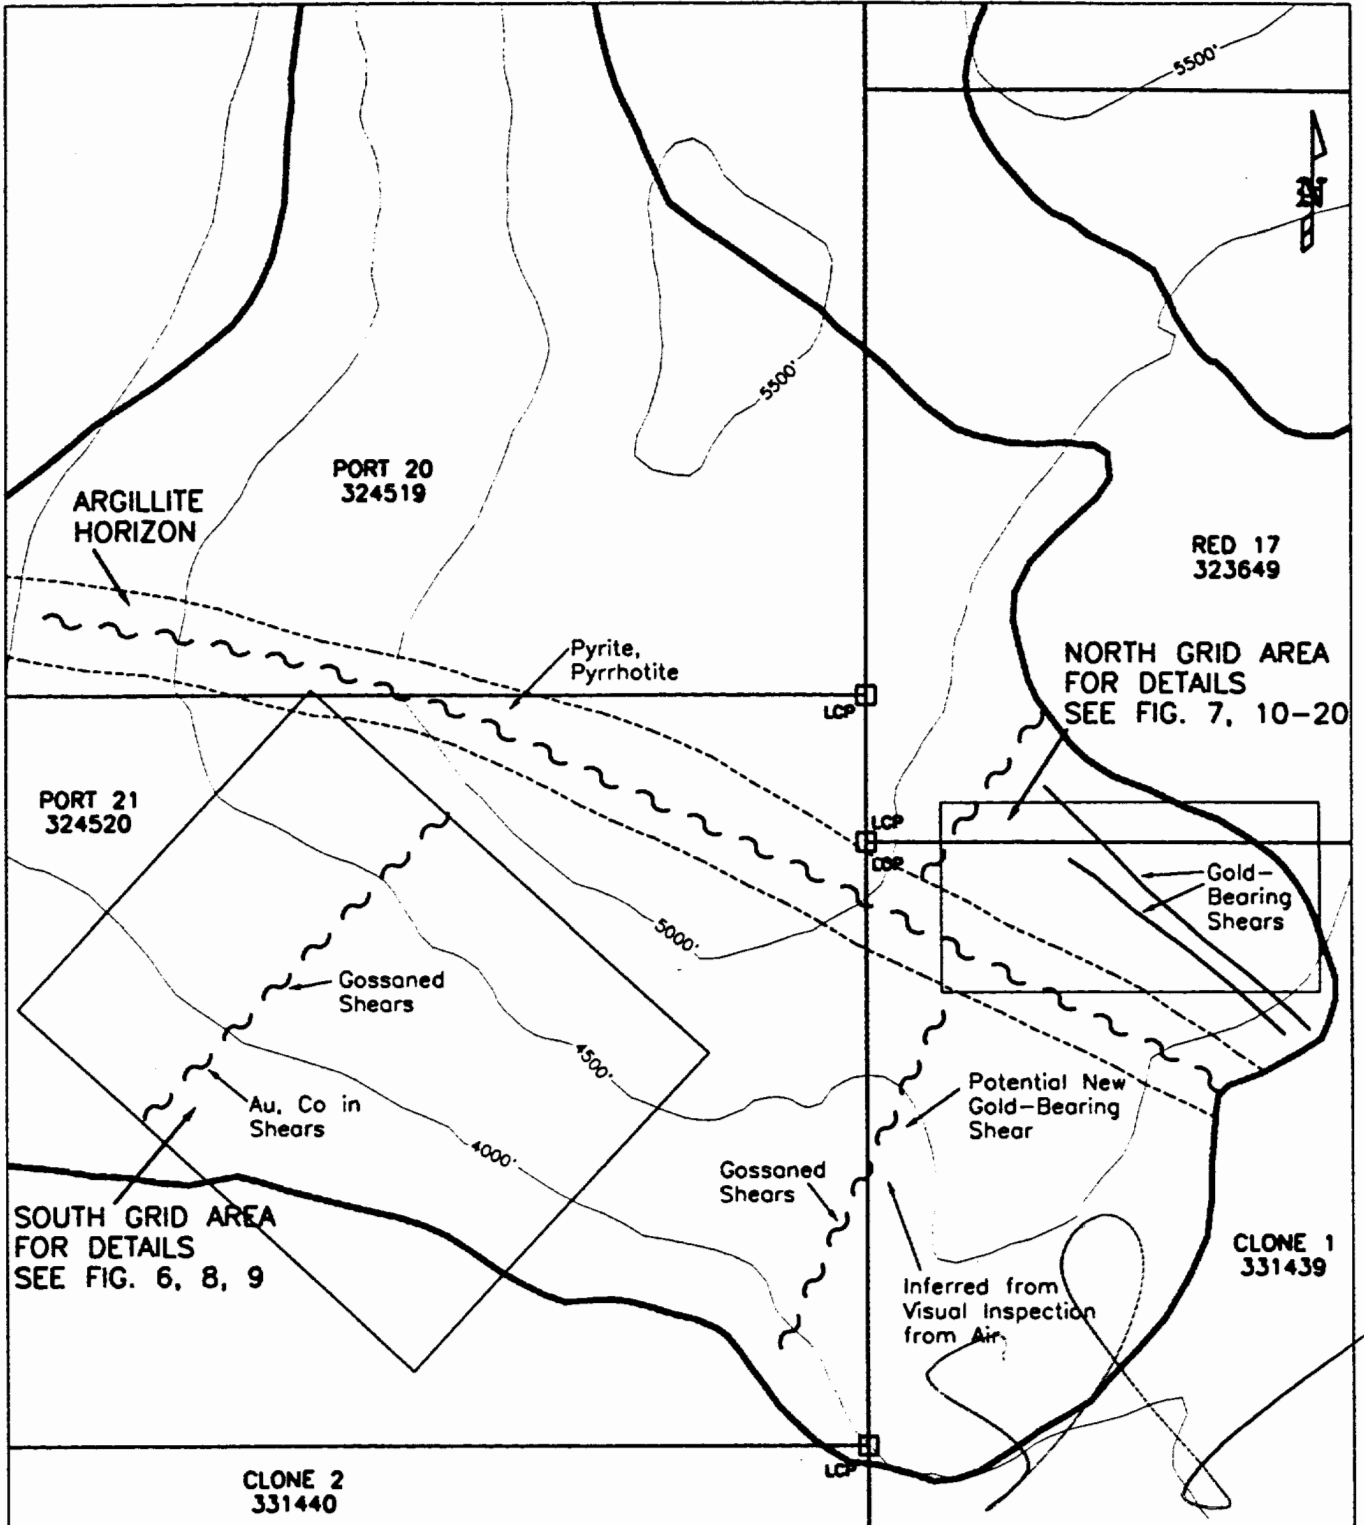 5500'
N
5500'
PORT 20
324519
ARGILLITE
HORIZON
RED 17
323649
Pyrite,
Pyrrhotite
NORTH GRID AREA
FOR DETAILS
SEE FIG. 7, 10-20
LCP
PORT 21
324520
LCP
LCP
Gold-
Bearing
Shears
5000'
Gossaned
Shears
4500'
Potential New
Gold-Bearing
Shear
Au, Co in
Shears
4000'
Gossaned
Shears
SOUTH GRID AREA
FOR DETAILS
SEE FIG. 6, 8, 9
CLONE 1
331439
Inferred from
Visual Inspection
from Air
LCP
CLONE 2
331440